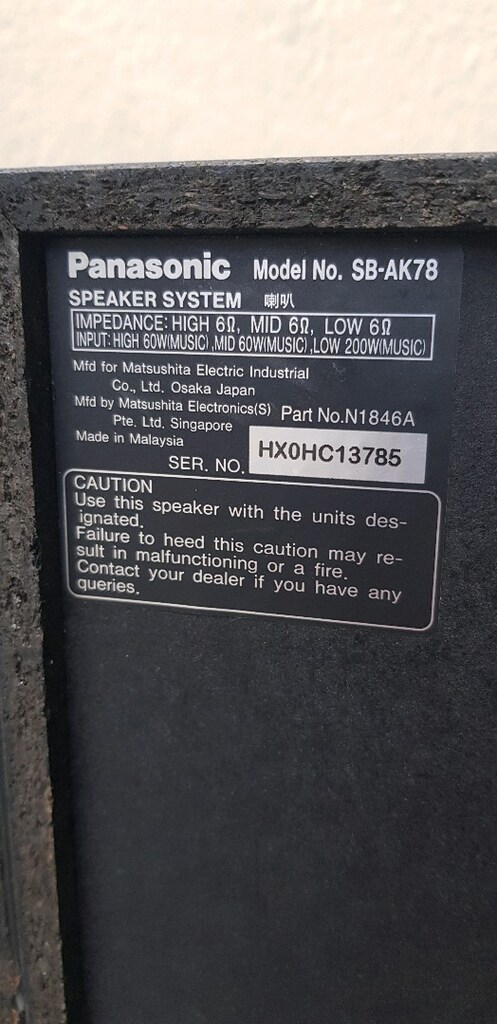 Panasonic Model No. SB-AK78
SPEAKER SYSTEM 喇叭
IMPEDANCE: HIGH 6Ω, MID 6Ω, LOW 6Ω
INPUT: HIGH 60W(MUSIC), MID 60W(MUSIC), LOW 200W(MUSIC)
Mfd for Matsushita Electric Industrial
Co., Ltd. Osaka Japan
Mfd by Matsushita Electronics(S) Part No.N1846A
Pte. Ltd. Singapore
Made in Malaysia
SER. NO. HX0HC13785
CAUTION
Use this speaker with the units des-
ignated.
Failure to heed this caution may re-
sult in malfunctioning or a fire.
Contact your dealer if you have any
queries.